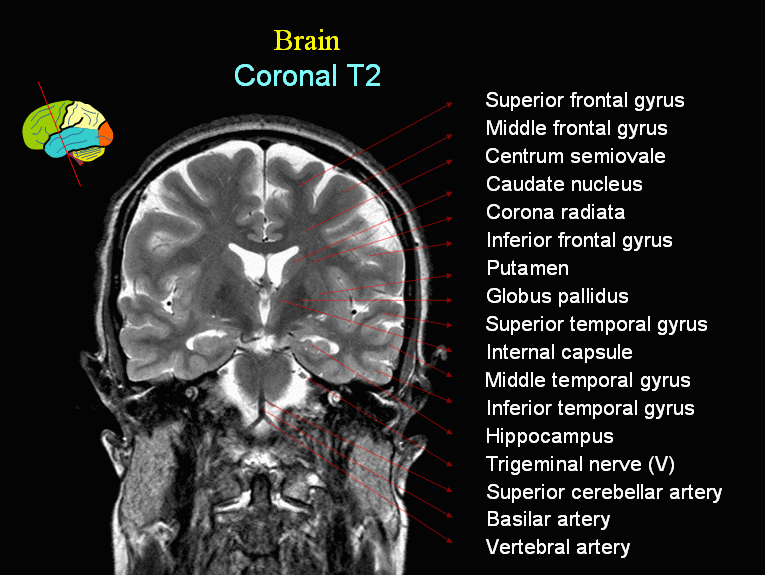 Brain
Coronal T2
Superior frontal gyrus
Middle frontal gyrus
Centrum semiovale
Caudate nucleus
Corona radiata
Inferior frontal gyrus
Putamen
Globus pallidus
Superior temporal gyrus
Internal capsule
Middle temporal gyrus
Inferior temporal gyrus
Hippocampus
Trigeminal nerve (V)
Superior cerebellar artery
Basilar artery
Vertebral artery